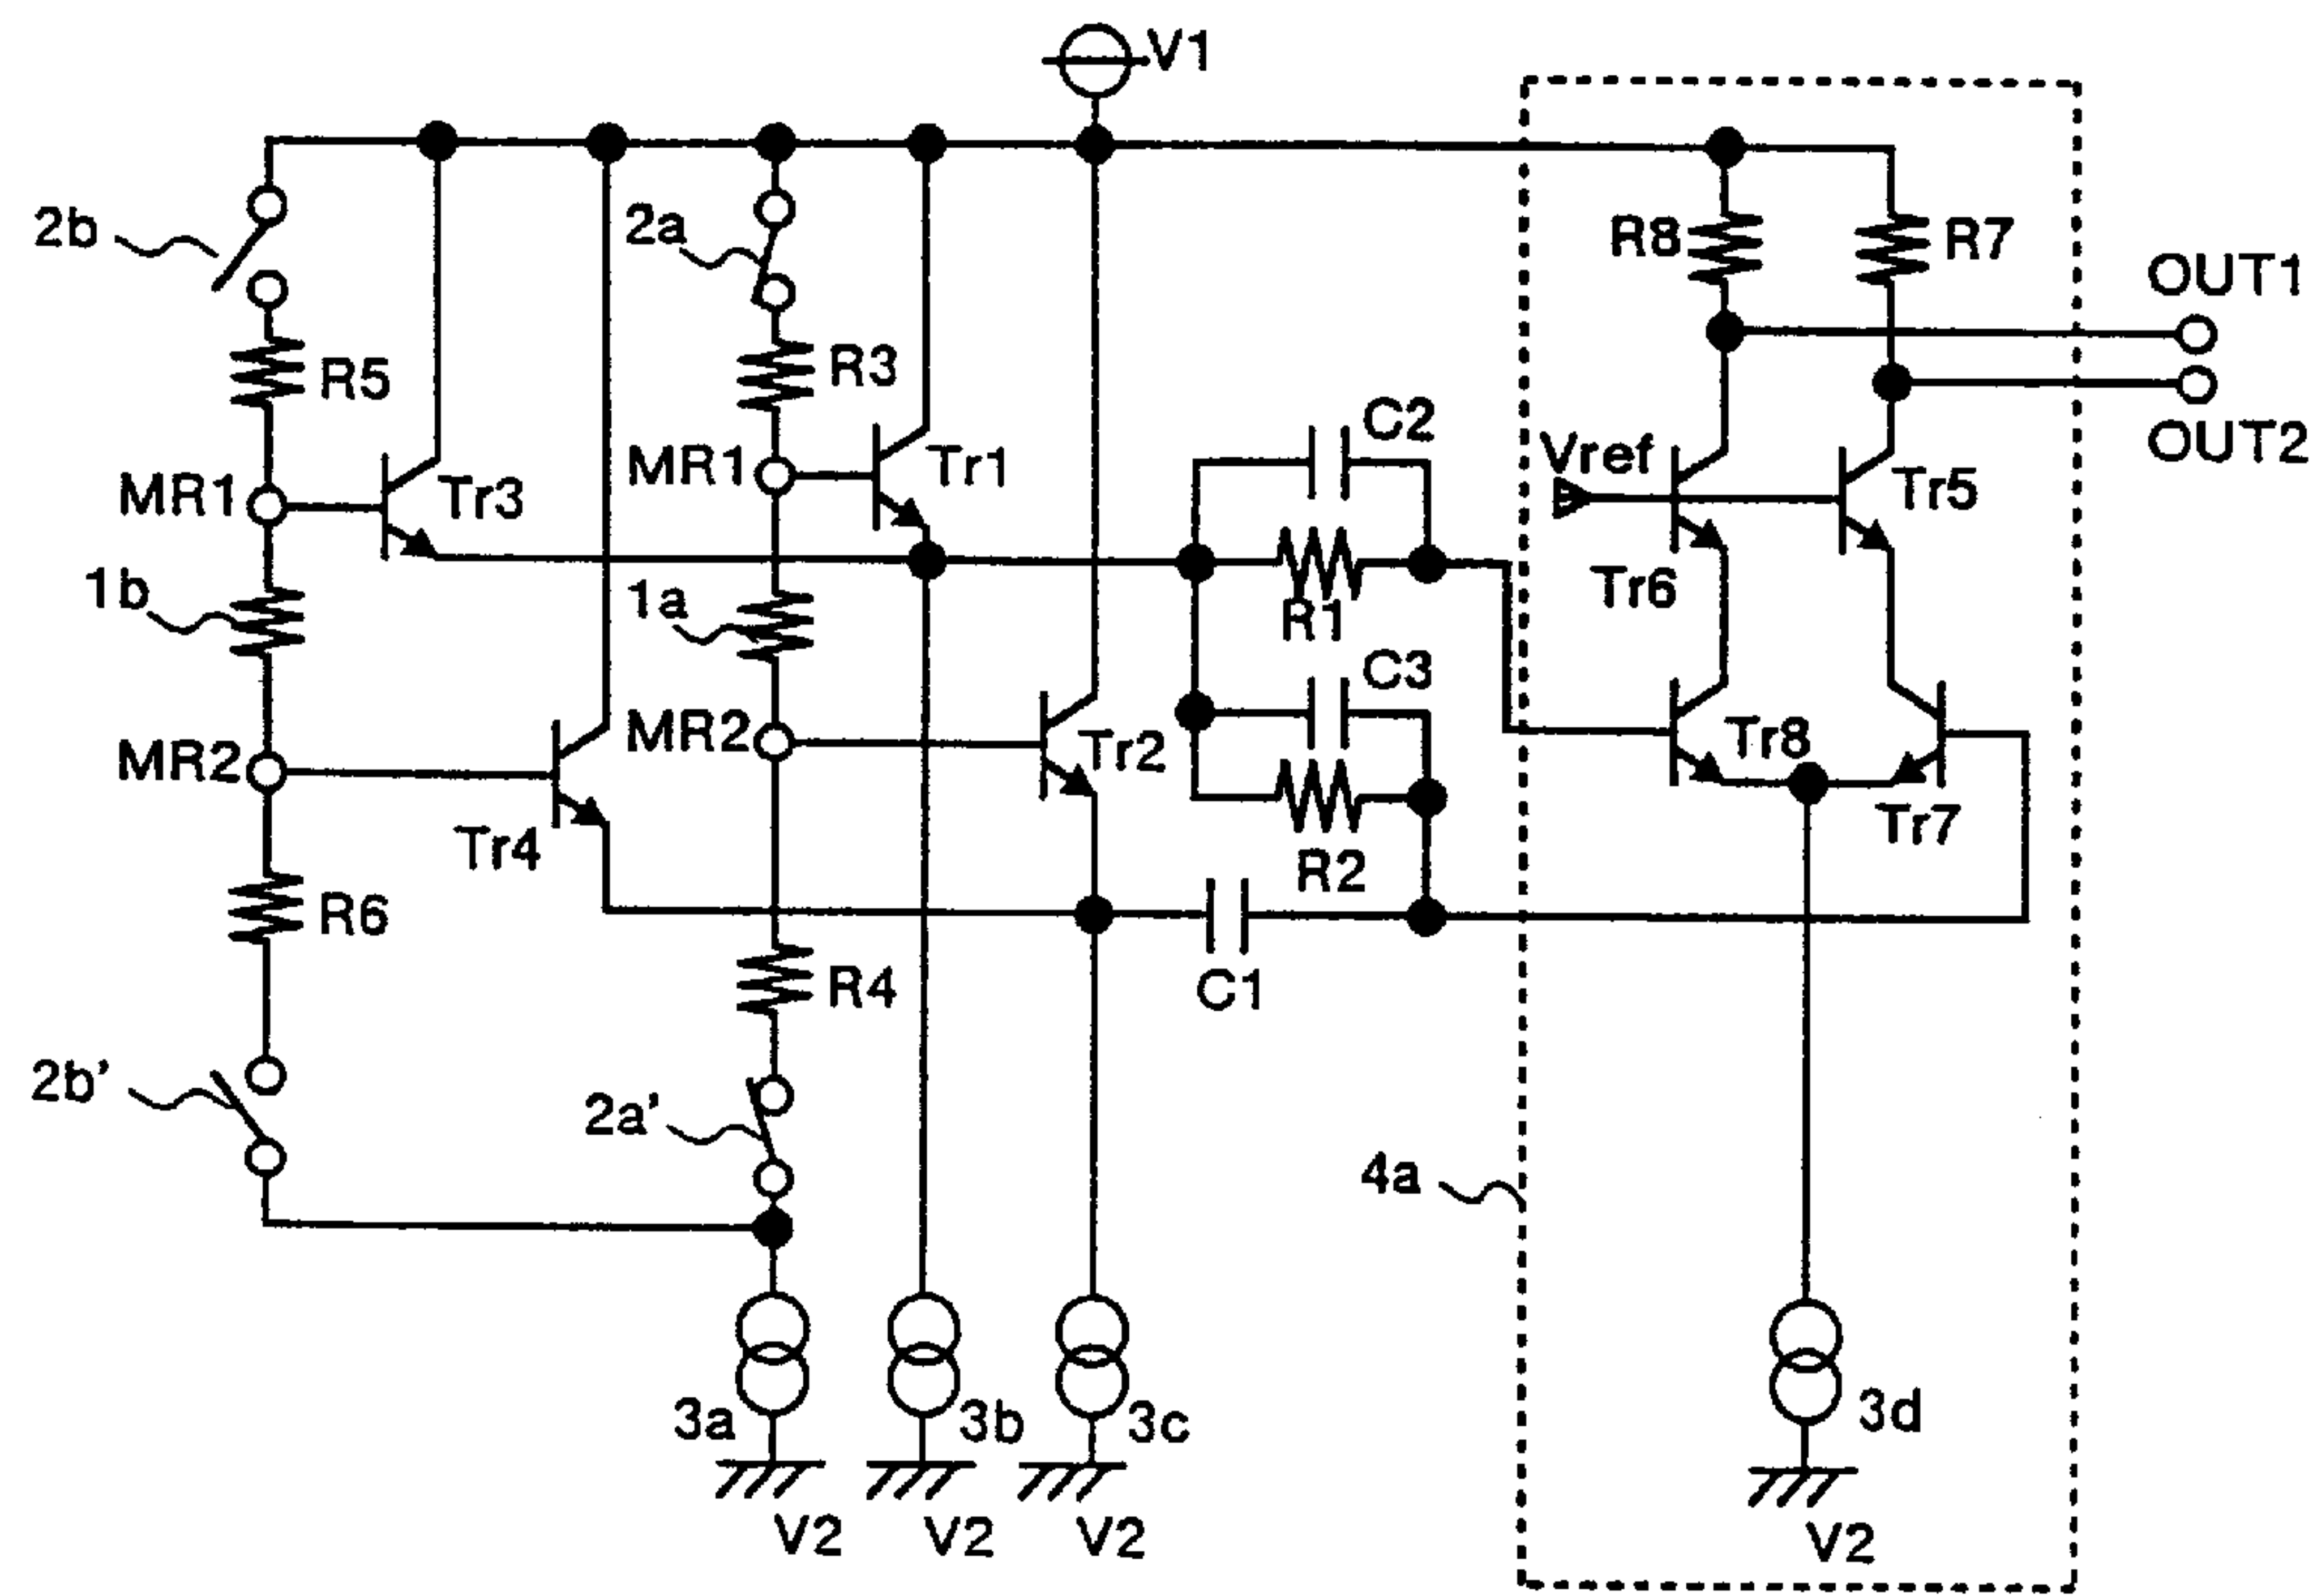 V1
2b
2a
R8
R7
OUT1
R5
R3
C2
OUT2
MR1
Tr3
MR1
Tr1
Vref
Tr5
1b
1a
R1
Tr6
C3
MR2
MR2
Tr2
Tr8
Tr4
R2
Tr7
R6
R4
C1
2b'
2a'
4a
3a
3b
3c
3d
V2
V2
V2
V2